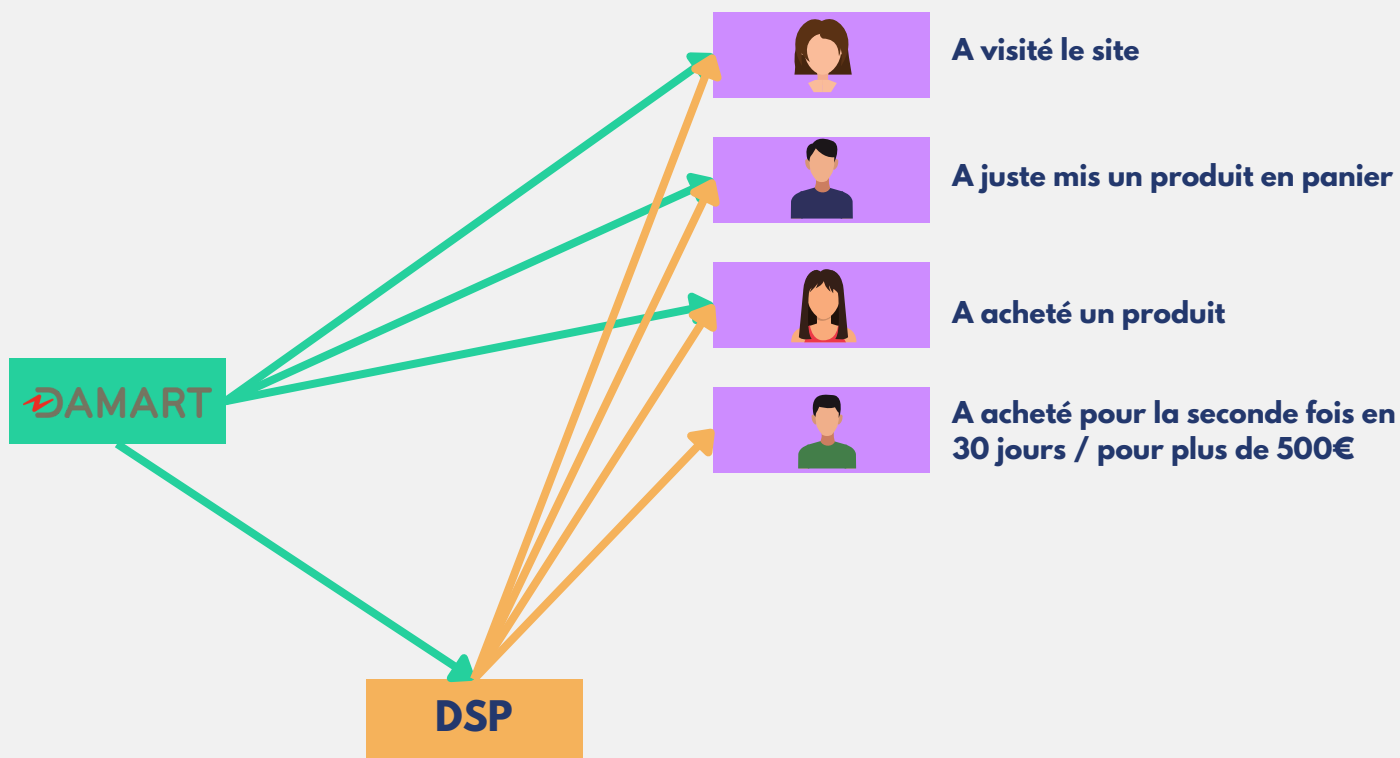 A visité le site
A juste mis un produit en panier
A acheté un produit
DAMART
A acheté pour la seconde fois en
30 jours / pour plus de 500€
DSP